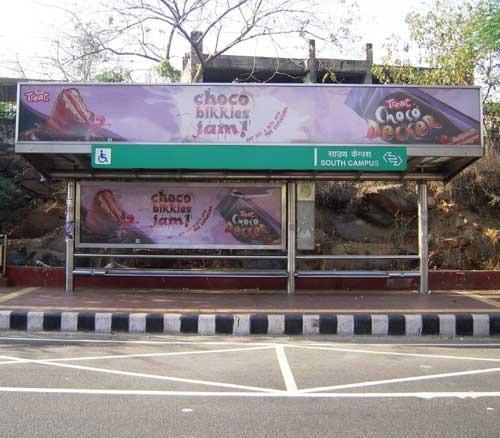 Treat
choco
bikkies
jam!
Treat
Choco
Decker
साउथ कैम्पस
SOUTH CAMPUS
choco
bikkies
jam!
Treat
Choco
Decker